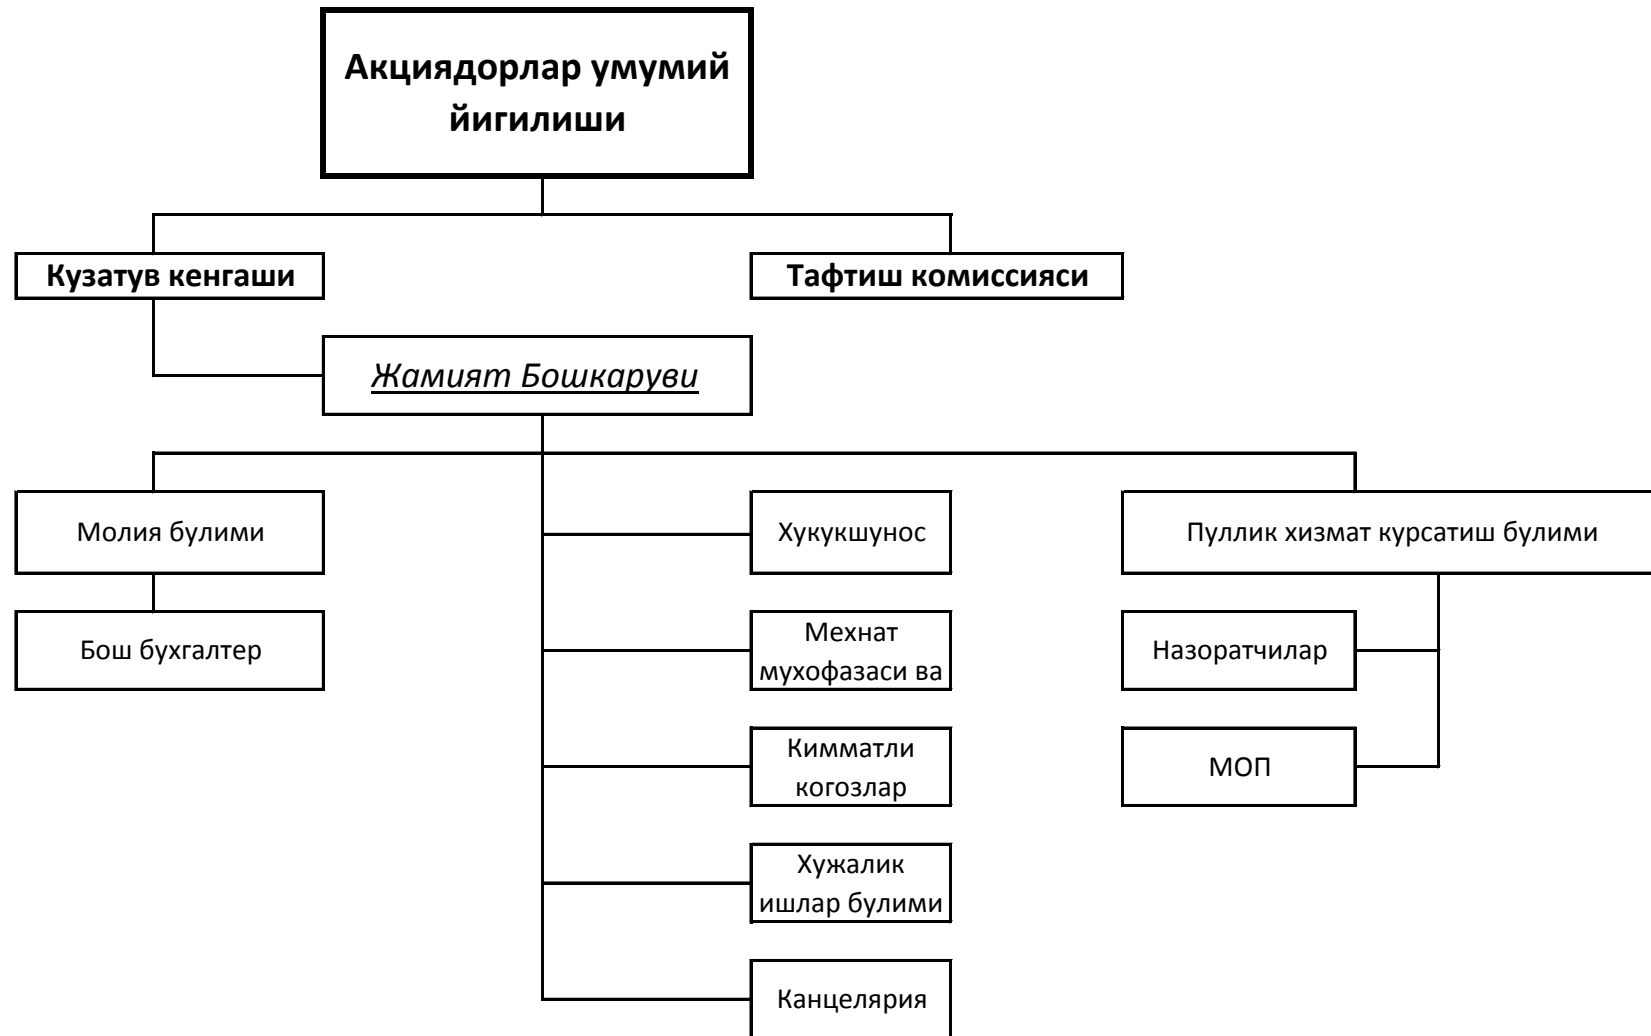 Акциядорлар умумий
йигилиши
Кузатув кенгаши
Тафтиш комиссияси
Жамият Бошкаруви
Молия булими
Хукукшунос
Пуллик хизмат курсатиш булими
Бош бухгалтер
Мехнат
мухофазаси ва
Назоратчилар
Кимматли
когозлар
МОП
Хужалик
ишлар булими
Канцелярия